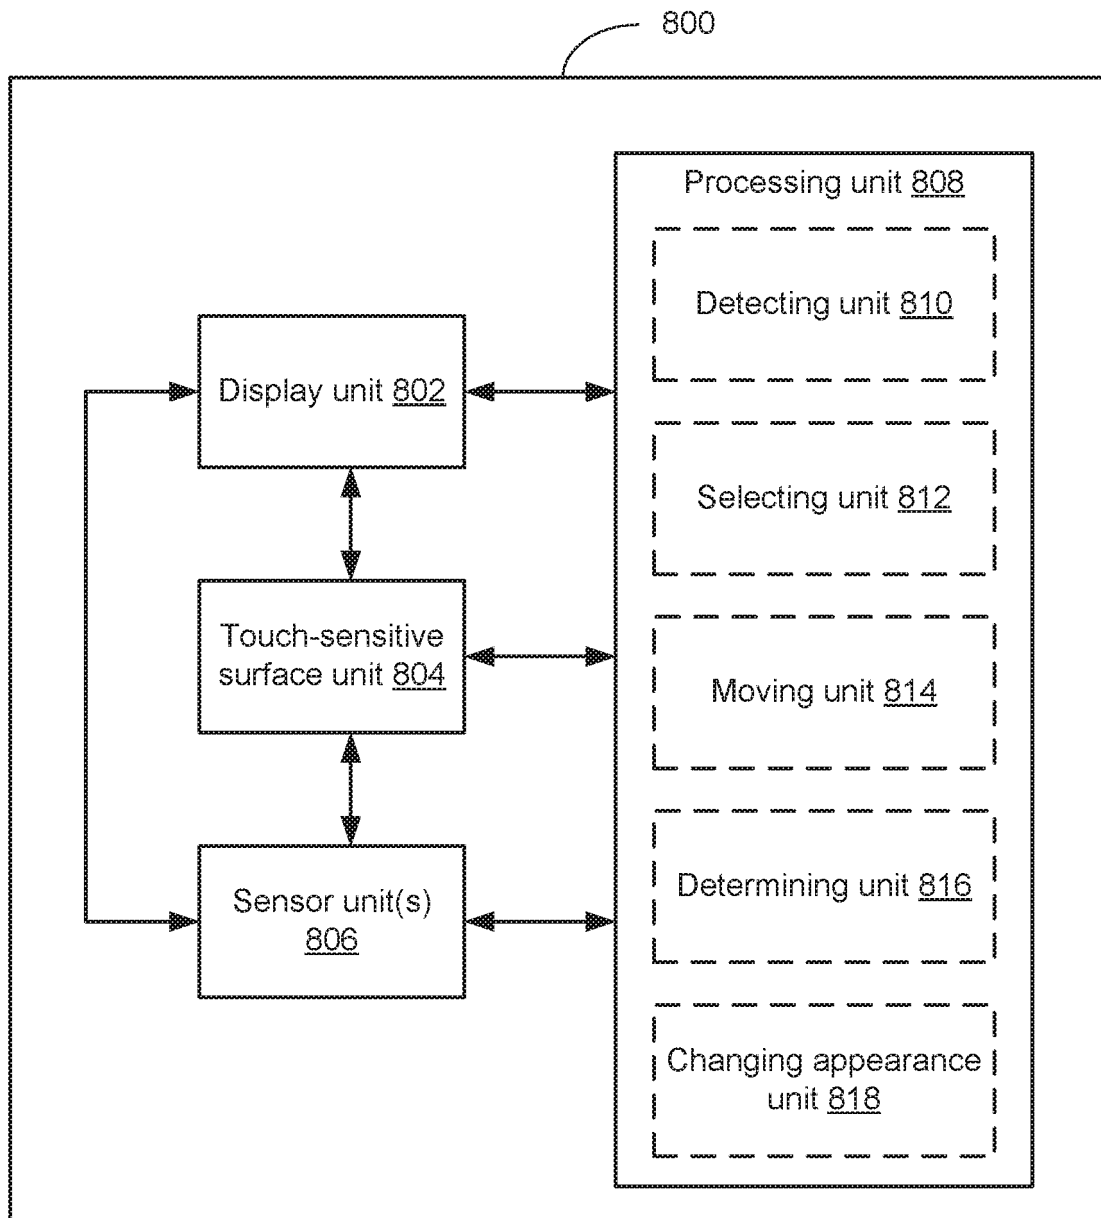 800
Processing unit 808
Detecting unit 810
Display unit 802
Selecting unit 812
Touch-sensitive
surface unit 804
Moving unit 814
Sensor unit(s)
806
Determining unit 816
Changing appearance
unit 818